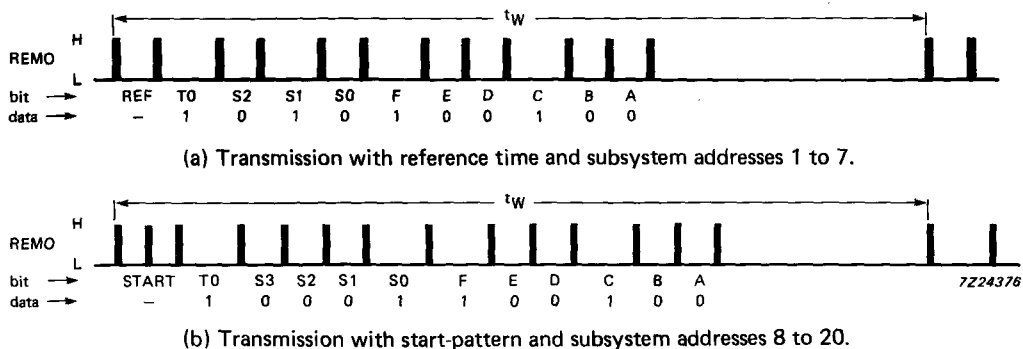 tW
REMO H L
bit → REF T0 S2 S1 S0 F E D C B A
data → – 1 0 1 0 1 0 0 1 0 0
(a) Transmission with reference time and subsystem addresses 1 to 7.
tW
REMO H L
bit → START T0 S3 S2 S1 S0 F E D C B A 7Z24376
data → – 1 0 0 0 1 1 0 0 1 0 0
(b) Transmission with start-pattern and subsystem addresses 8 to 20.